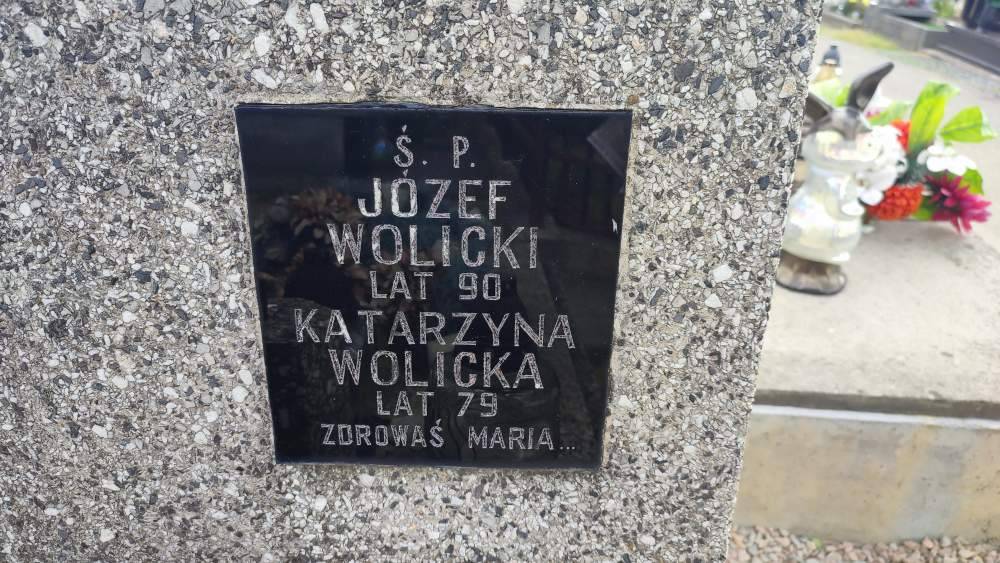 Ś. P.
JÓZEF
WOLICKI
LAT 90
KATARZYNA
WOLICKA
LAT 79
ZDROWAŚ MARIA...